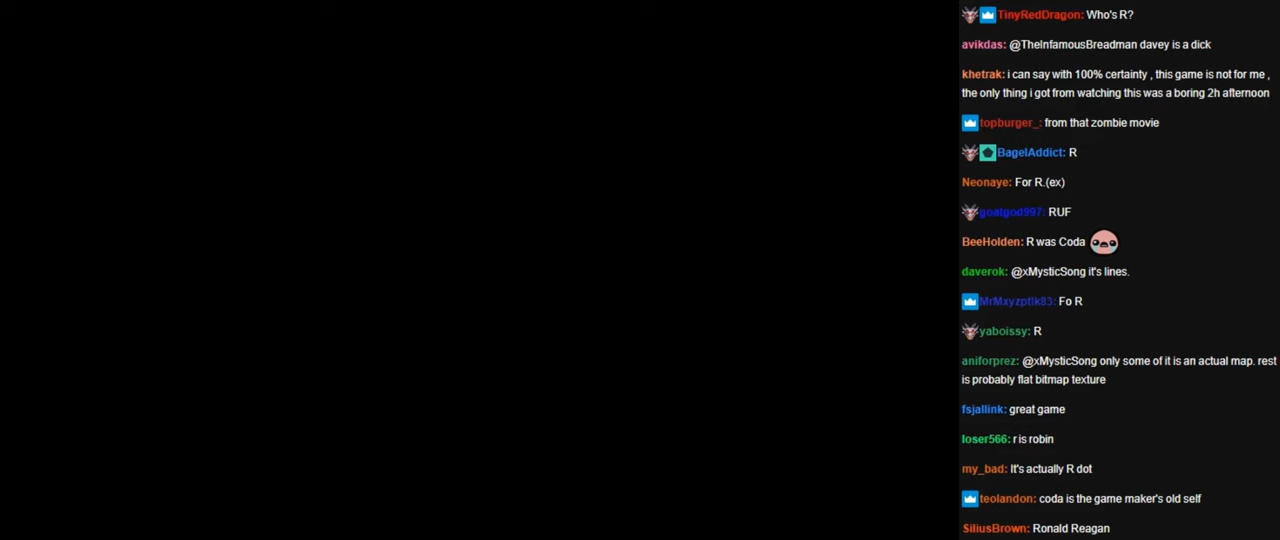 TinyRedDragon: Who's R?
avikdas: @TheInfamousBreadman davey is a dick
khetrak: i can say with 100% certainty , this game is not for me ,
the only thing i got from watching this was a boring 2h afternoon
topburger_: from that zombie movie
BagelAddict: R
Neonaye: For R.(ex)
goatgod997: RUF
BeeHolden: R was Coda
daverok: @xMysticSong it's lines.
MrMxyzptlk83: Fo R
yaboissy: R
aniforprez: @xMysticSong only some of it is an actual map. rest
is probably flat bitmap texture
fsjallink: great game
loser566: r is robin
my_bad: It's actually R dot
teolandon: coda is the game maker's old self
SiliusBrown: Ronald Reagan